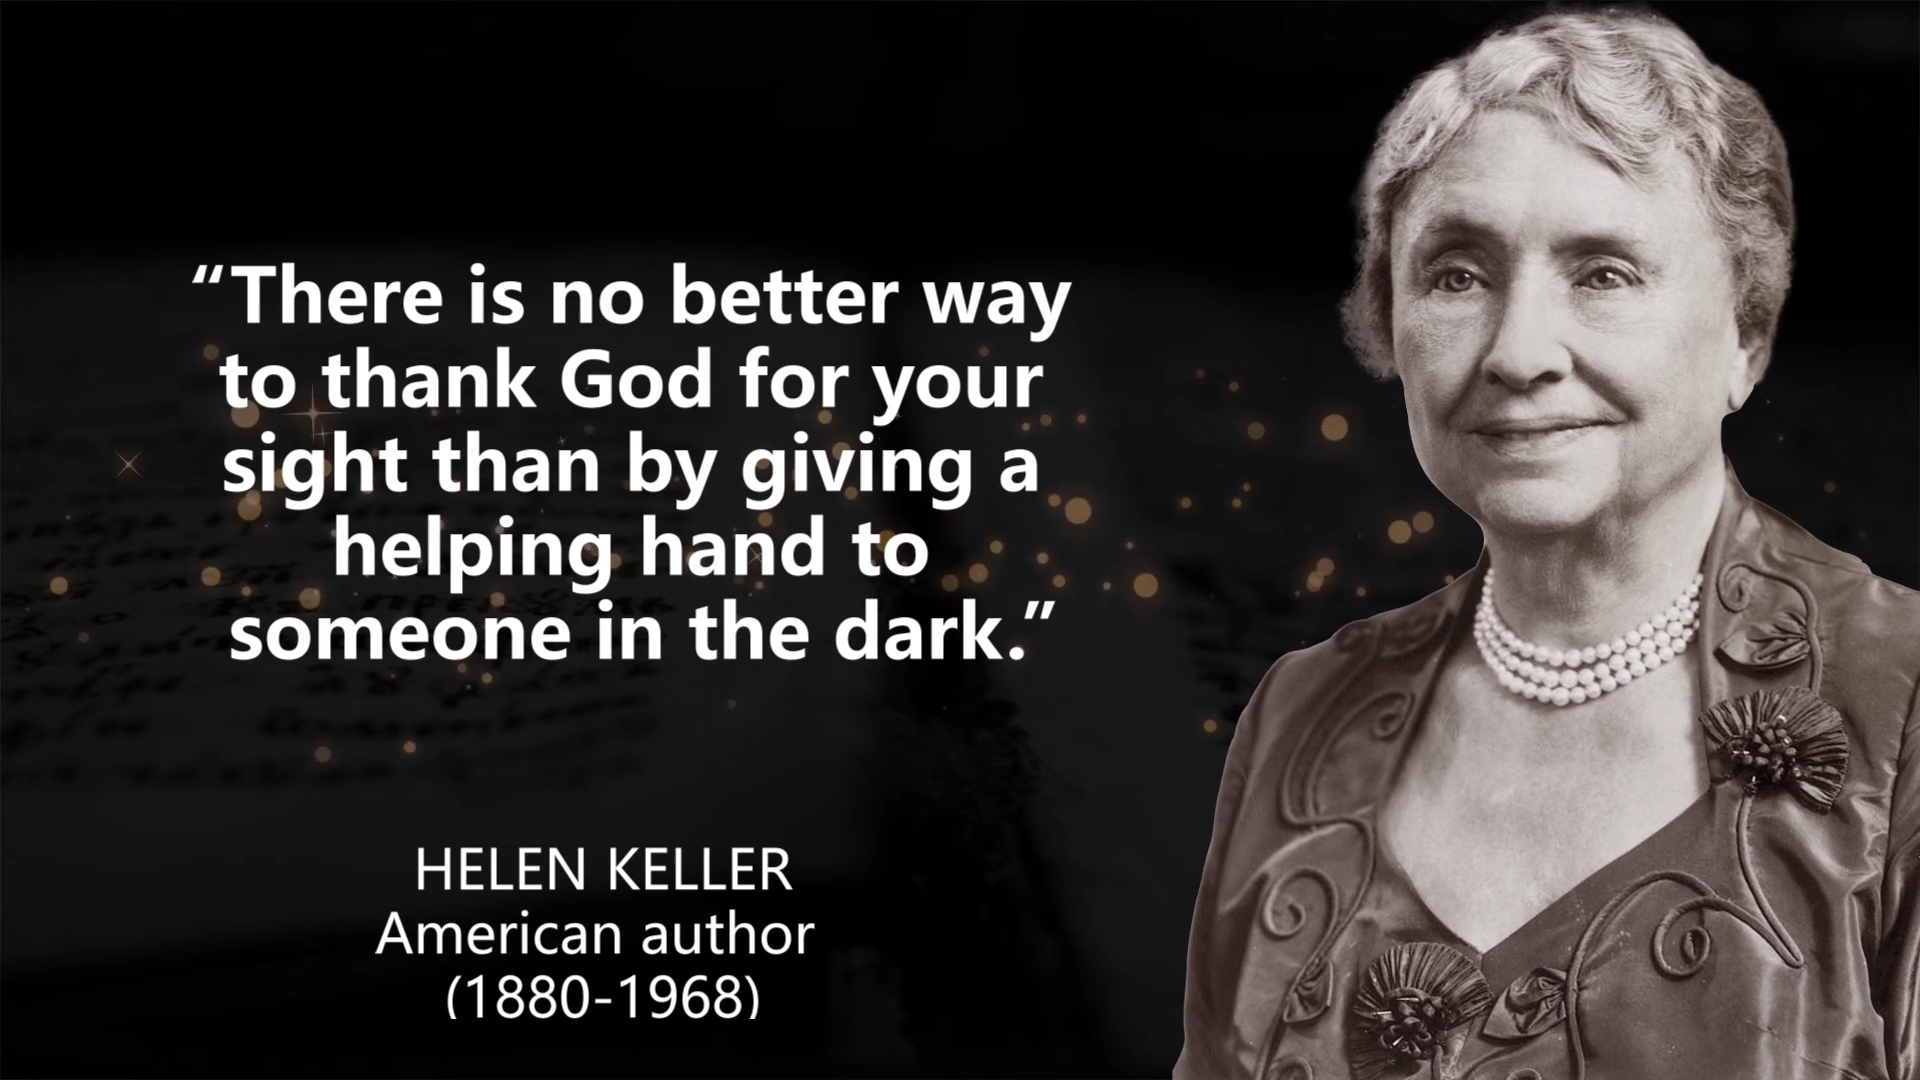 “There is no better way
to thank God for your
sight than by giving a
helping hand to
someone in the dark.”
HELEN KELLER
American author
(1880-1968)